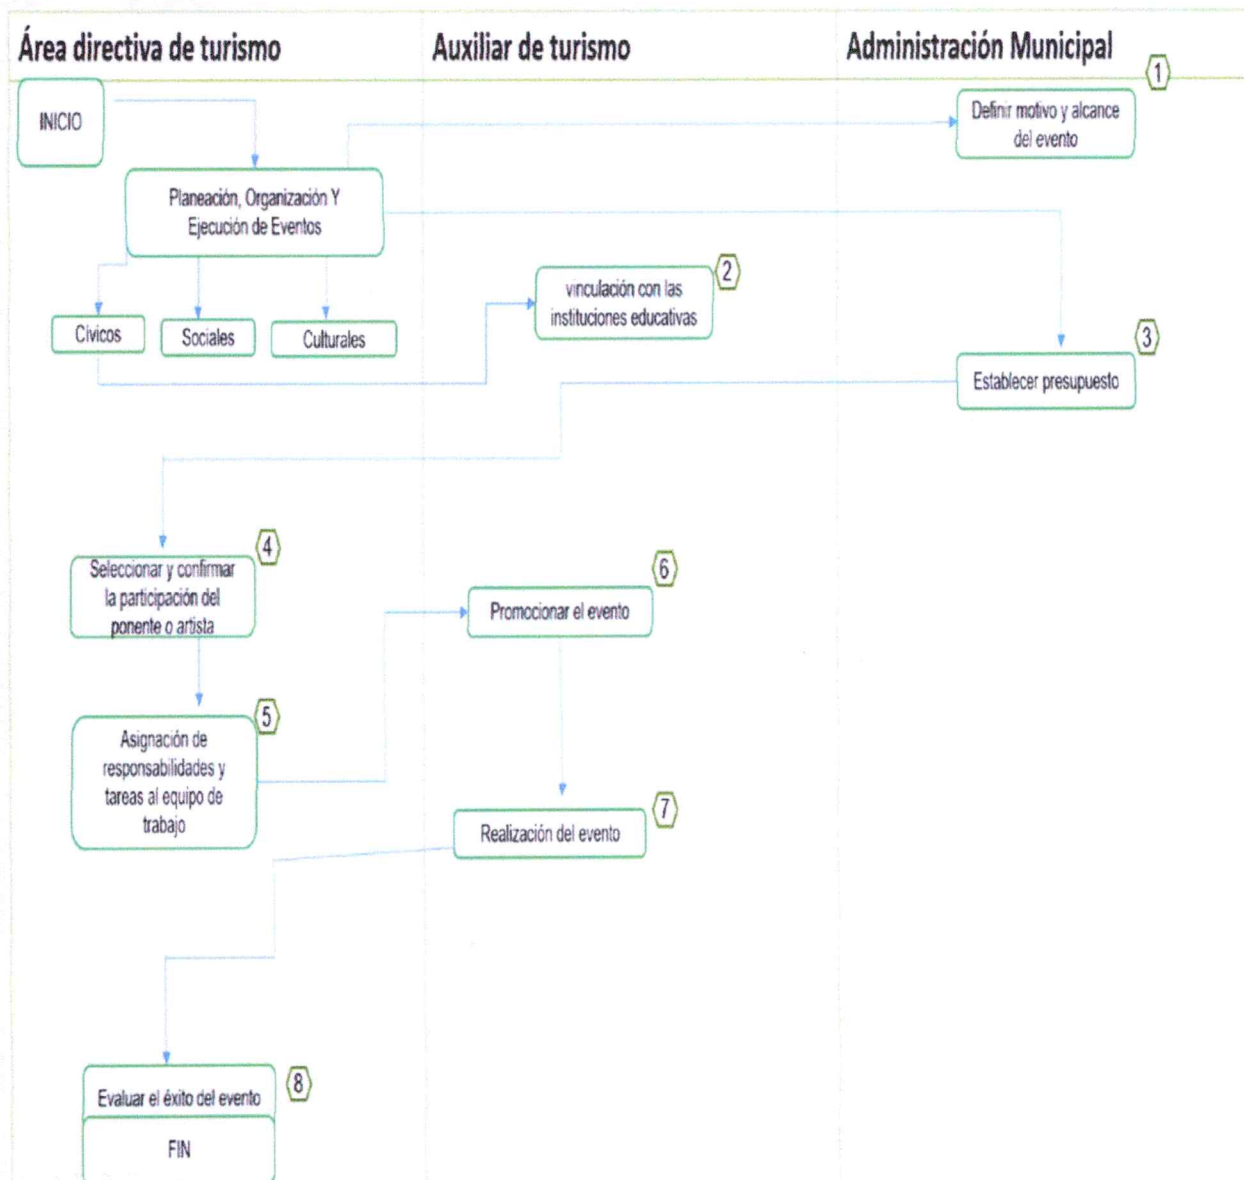 Área directiva de turismo
Auxiliar de turismo
Administración Municipal
1
INICIO
Definir motivo y alcance
del evento
Planeación, Organización Y
Ejecución de Eventos
2
vinculación con las
instituciones educativas
Cívicos
Sociales
Culturales
3
Establecer presupuesto
4
Seleccionar y confirmar
la participación del
ponente o artista
6
Promocionar el evento
5
Asignación de
responsabilidades y
tareas al equipo de
trabajo
7
Realización del evento
8
Evaluar el éxito del evento
FIN